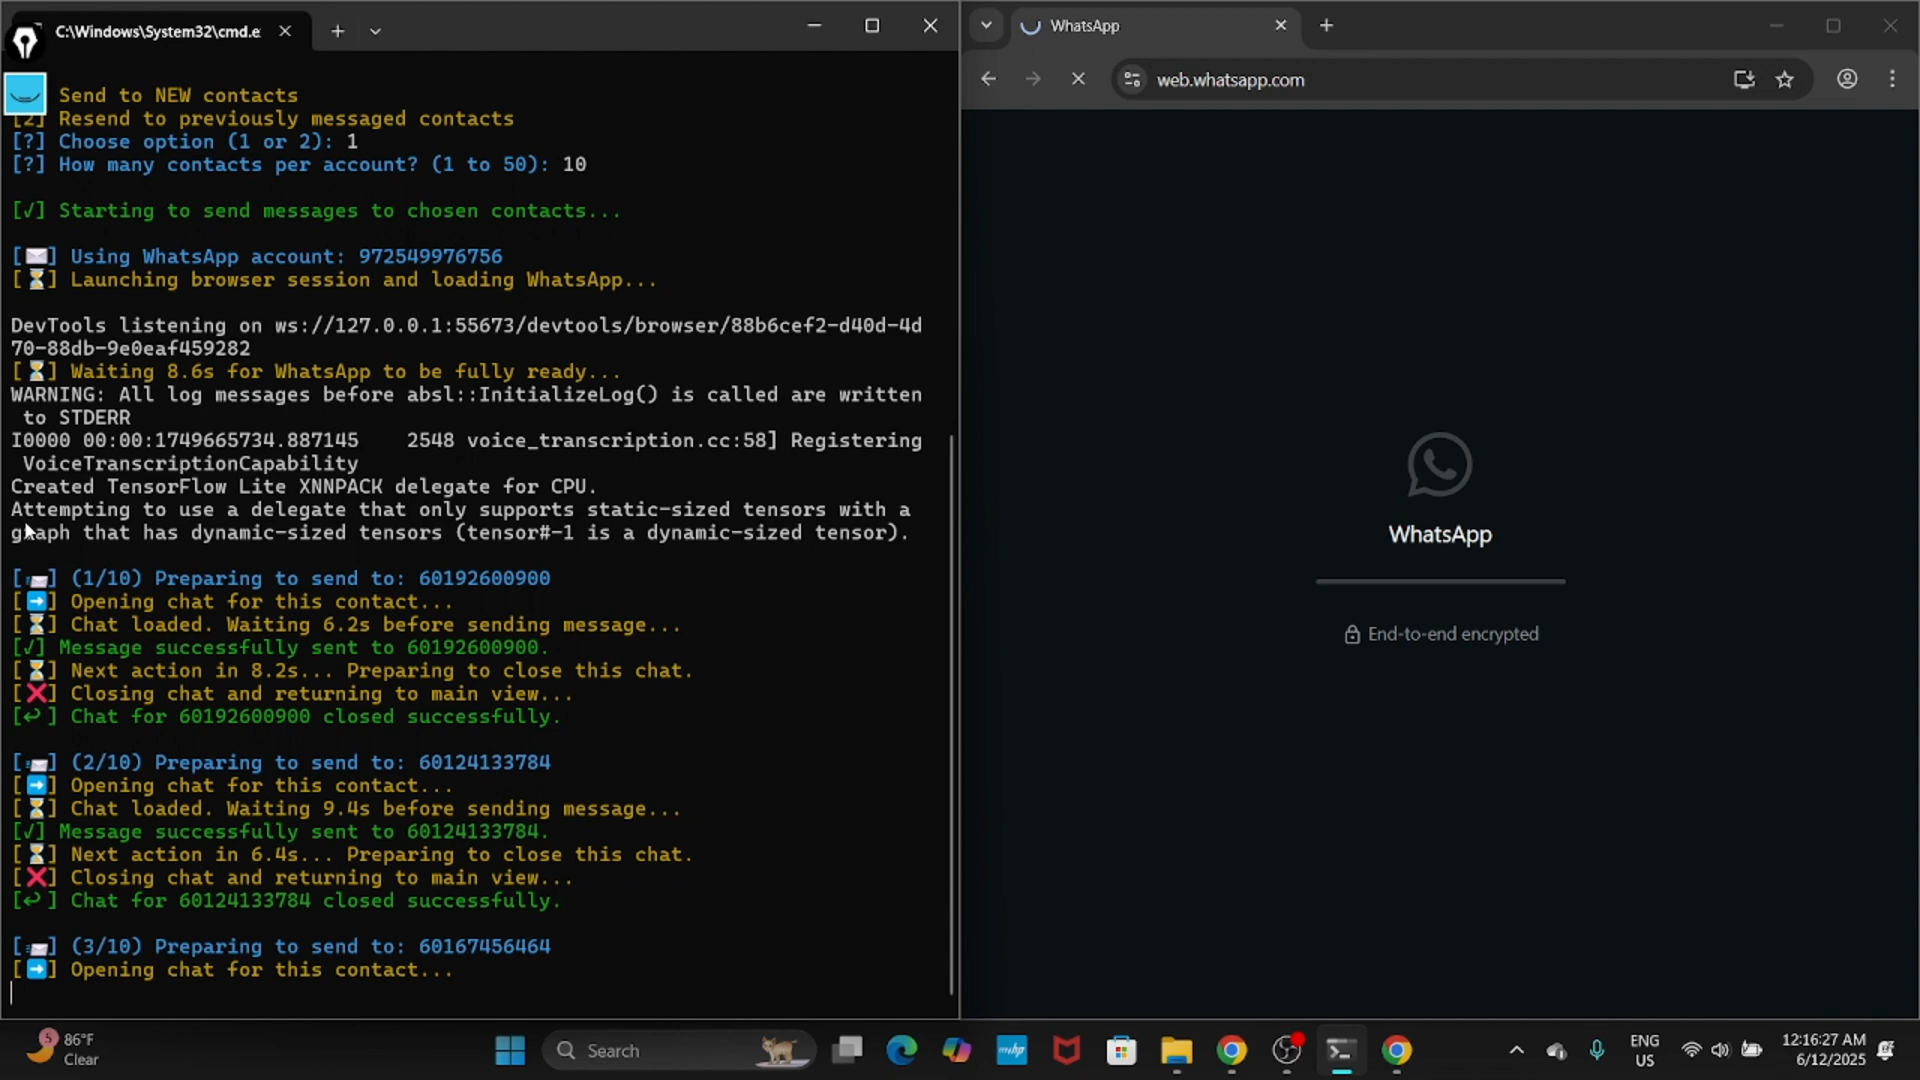 C:\Windows\System32\cmd.e
Send to NEW contacts
[2] Resend to previously messaged contacts
[?] Choose option (1 or 2): 1
[?] How many contacts per account? (1 to 50): 10
[√] Starting to send messages to chosen contacts...
[✉️] Using WhatsApp account: 972549976756
[⏳] Launching browser session and loading WhatsApp...
DevTools listening on ws://127.0.0.1:55673/devtools/browser/88b6cef2-d40d-4d
70-88db-9e0eaf459282
[⏳] Waiting 8.6s for WhatsApp to be fully ready...
WARNING: All log messages before absl::InitializeLog() is called are written
to STDERR
I0000 00:00:1749665734.887145 2548 voice_transcription.cc:58] Registering
VoiceTranscriptionCapability
Created TensorFlow Lite XNNPACK delegate for CPU.
Attempting to use a delegate that only supports static-sized tensors with a
graph that has dynamic-sized tensors (tensor#-1 is a dynamic-sized tensor).
[📨] (1/10) Preparing to send to: 60192600900
[➡️] Opening chat for this contact...
[⏳] Chat loaded. Waiting 6.2s before sending message...
[√] Message successfully sent to 60192600900.
[⏳] Next action in 8.2s... Preparing to close this chat.
[❌] Closing chat and returning to main view...
[↩] Chat for 60192600900 closed successfully.
[📨] (2/10) Preparing to send to: 60124133784
[➡️] Opening chat for this contact...
[⏳] Chat loaded. Waiting 9.4s before sending message...
[√] Message successfully sent to 60124133784.
[⏳] Next action in 6.4s... Preparing to close this chat.
[❌] Closing chat and returning to main view...
[↩] Chat for 60124133784 closed successfully.
[📨] (3/10) Preparing to send to: 60167456464
[➡️] Opening chat for this contact...
WhatsApp
web.whatsapp.com
WhatsApp
End-to-end encrypted
5
86°F
Clear
Search
myhp
ENG
US
12:16:27 AM
6/12/2025